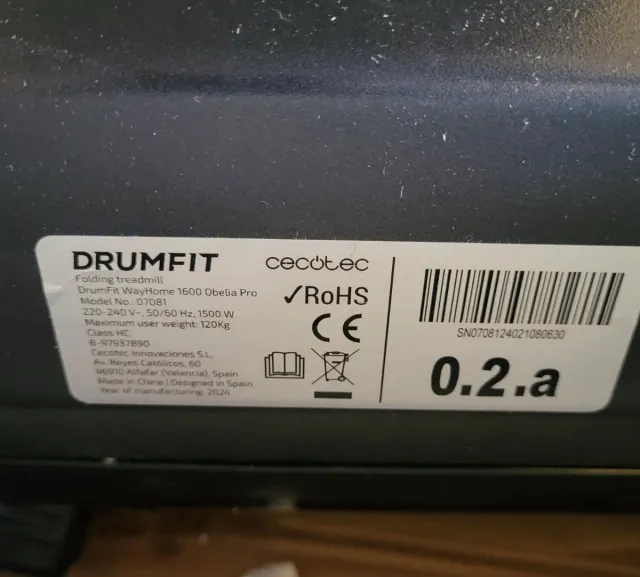 DRUMFIT
Folding treadmill
DrumFit WayHome 1600 Obelia Pro
Model No.: 07081
220-240 V~, 50/60 Hz, 1500 W
Maximum user weight: 120Kg
Class HC
B-97937890
Cecotec Innovaciones S.L.
Av. Reyes Católicos, 60
46910 Alfafar (Valencia), Spain
Made in China | Designed in Spain
Year of manufacturing: 2024
cecotec
✓RoHS
CE
SN0708124021080630
0.2.a